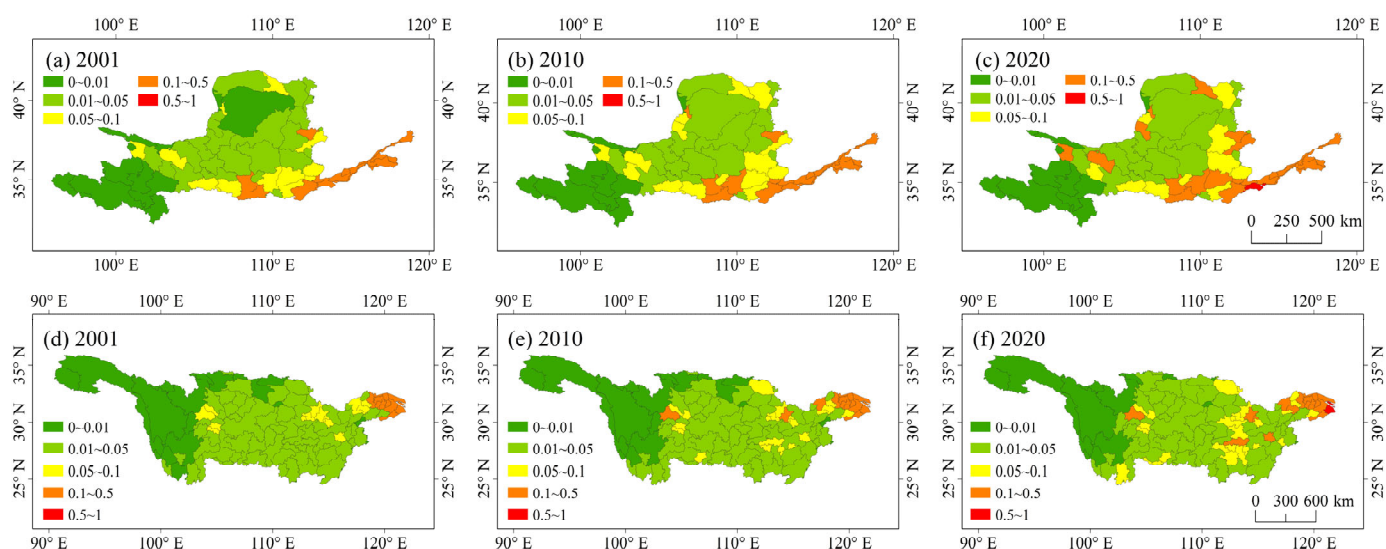 100° E 110° E 120° E
100° E 110° E 120° E
100° E 110° E 120° E
(a) 2001
0~0.01 0.1~0.5
0.01~0.05 0.5~1
0.05~0.1
40° N
35° N
100° E 110° E 120° E
(b) 2010
0~0.01 0.1~0.5
0.01~0.05 0.5~1
0.05~0.1
40° N
35° N
100° E 110° E 120° E
(c) 2020
0~0.01 0.1~0.5
0.01~0.05 0.5~1
0.05~0.1
40° N
35° N
0 250 500 km
100° E 110° E 120° E
90° E 100° E 110° E 120° E
90° E 100° E 110° E 120° E
90° E 100° E 110° E 120° E
(d) 2001
0~0.01
0.01~0.05
0.05~0.1
0.1~0.5
0.5~1
35° N
30° N
25° N
90° E 100° E 110° E 120° E
(e) 2010
0~0.01
0.01~0.05
0.05~0.1
0.1~0.5
0.5~1
35° N
30° N
25° N
90° E 100° E 110° E 120° E
(f) 2020
0~0.01
0.01~0.05
0.05~0.1
0.1~0.5
0.5~1
35° N
30° N
25° N
0 300 600 km
90° E 100° E 110° E 120° E